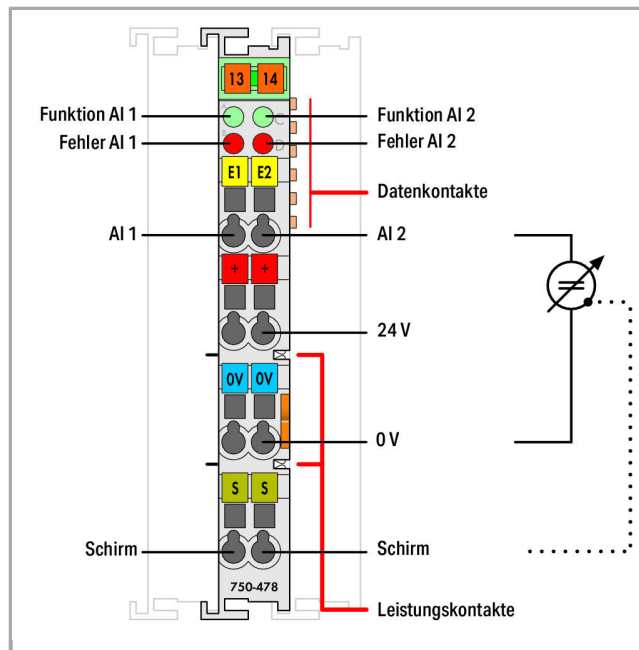 13 14
Funktion AI 1
Funktion AI 2
C
Fehler AI 1
Fehler AI 2
D
E1 E2
Datenkontakte
AI 1
AI 2
+ +
24 V
0V 0V
0 V
S S
Schirm
Schirm
750-478
Leistungskontakte